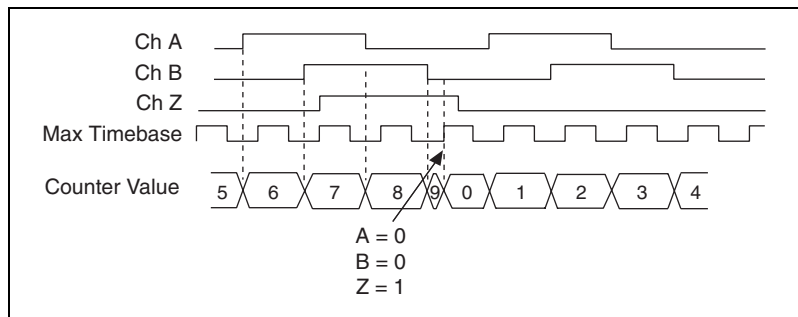 Ch A
Ch B
Ch Z
Max Timebase
Counter Value 5 6 7 8 9 0 1 2 3 4
A = 0
B = 0
Z = 1